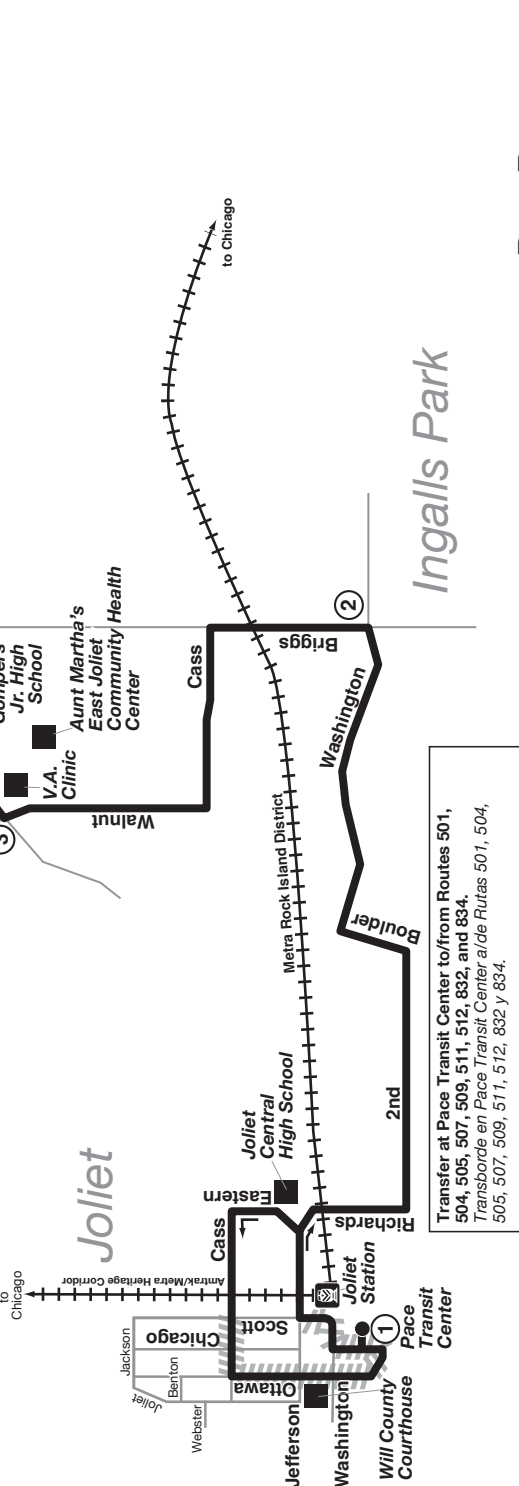 Gompers
Jr. High
School
Aunt Martha's
East Joliet
Community Health
Center
V.A.
Clinic
3
Walnut
Cass
Briggs
2
Washington
Ingalls Park
to Chicago
Metra Rock Island District
Boulder
2nd
Joliet
Joliet
Central
High School
Eastern
Cass
Richards
to
Chicago
Amtrak/Metra Heritage Corridor
Joliet
Station
Scott
Chicago
Ottawa
Jackson
Benton
Joliet
Webster
Jefferson
Washington
Will County
Courthouse
1
Pace
Transit
Center
Transfer at Pace Transit Center to/from Routes 501,
504, 505, 507, 509, 511, 512, 832, and 834.
Transborde en Pace Transit Center a/de Rutas 501, 504,
505, 507, 509, 511, 512, 832 y 834.